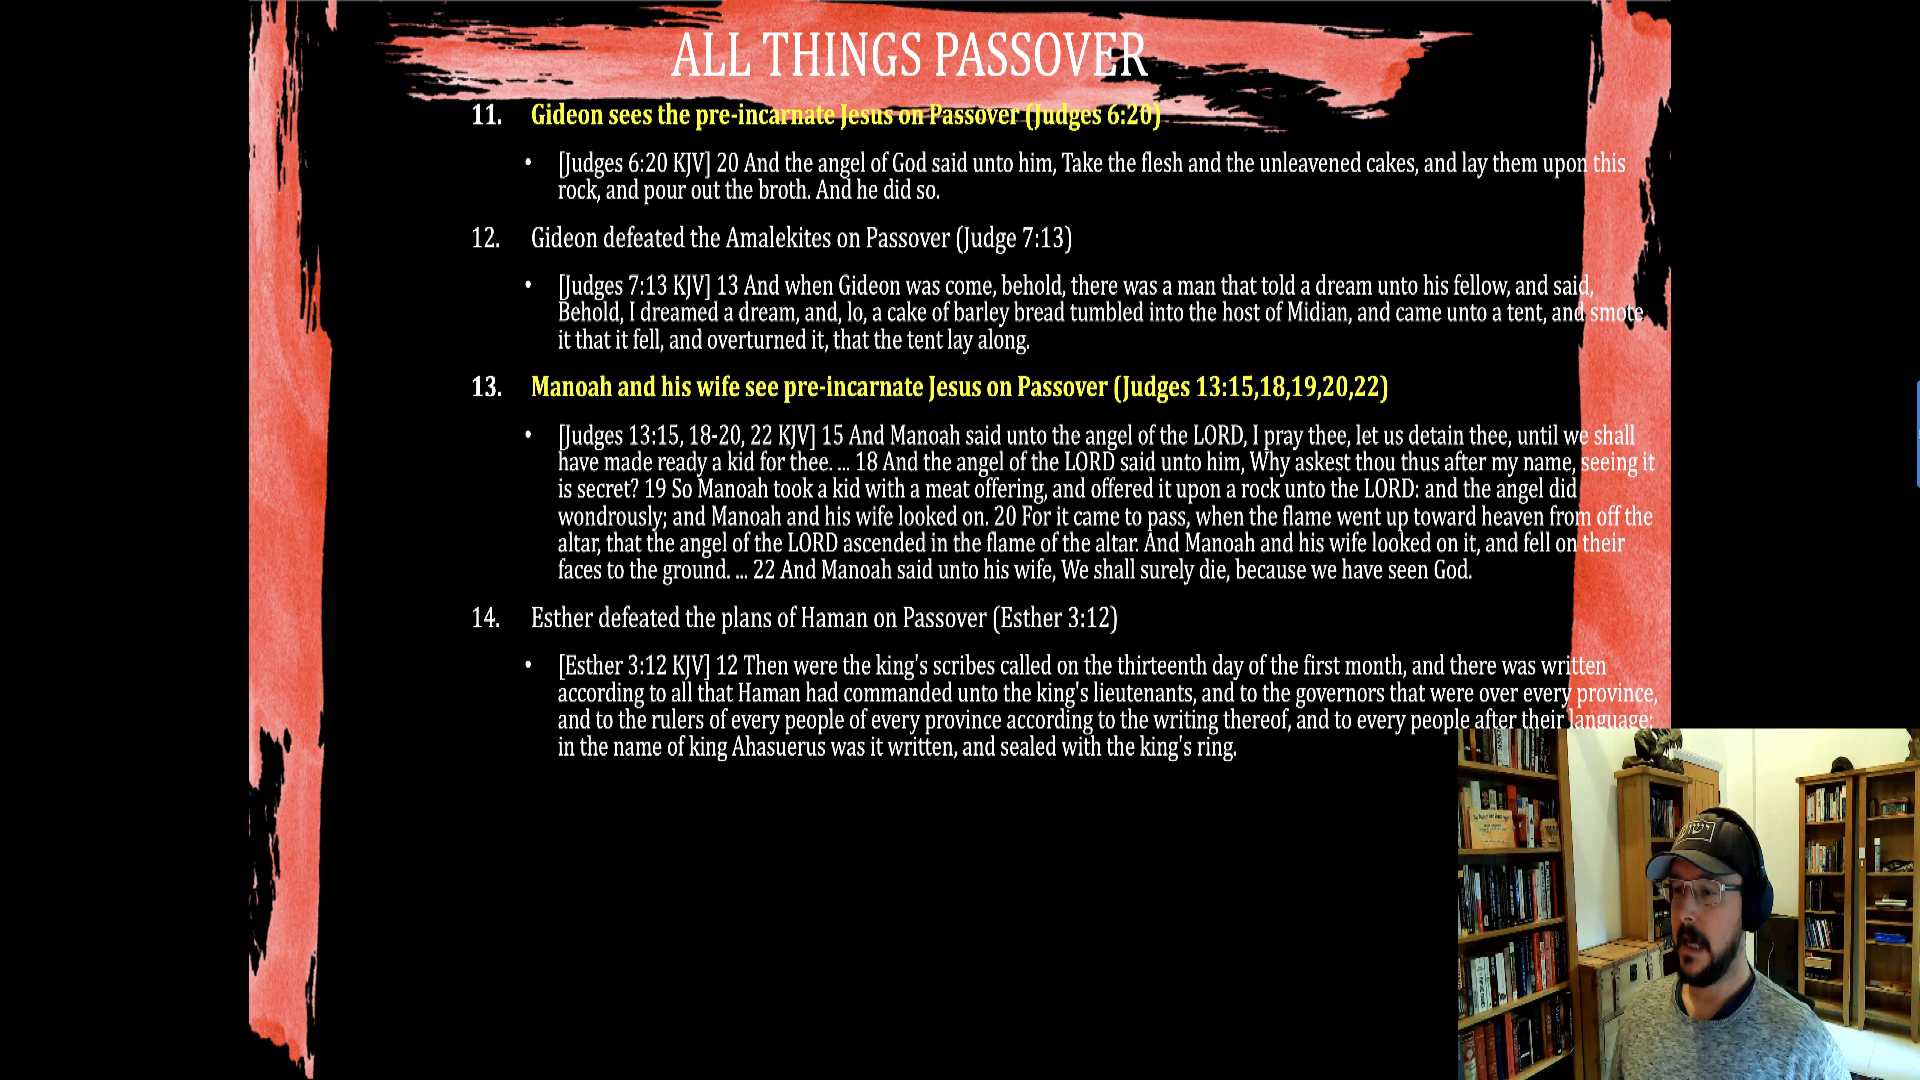 ALL THINGS PASSOVER
11. Gideon sees the pre-incarnate Jesus on Passover (Judges 6:20)
• [Judges 6:20 KJV] 20 And the angel of God said unto him, Take the flesh and the unleavened cakes, and lay them upon this
rock, and pour out the broth. And he did so.
12. Gideon defeated the Amalekites on Passover (Judge 7:13)
• [Judges 7:13 KJV] 13 And when Gideon was come, behold, there was a man that told a dream unto his fellow, and said,
Behold, I dreamed a dream, and, lo, a cake of barley bread tumbled into the host of Midian, and came unto a tent, and smote
it that it fell, and overturned it, that the tent lay along.
13. Manoah and his wife see pre-incarnate Jesus on Passover (Judges 13:15,18,19,20,22)
• [Judges 13:15, 18-20, 22 KJV] 15 And Manoah said unto the angel of the LORD, I pray thee, let us detain thee, until we shall
have made ready a kid for thee. ... 18 And the angel of the LORD said unto him, Why askest thou thus after my name, seeing it
is secret? 19 So Manoah took a kid with a meat offering, and offered it upon a rock unto the LORD: and the angel did
wondrously; and Manoah and his wife looked on. 20 For it came to pass, when the flame went up toward heaven from off the
altar, that the angel of the LORD ascended in the flame of the altar. And Manoah and his wife looked on it, and fell on their
faces to the ground. ... 22 And Manoah said unto his wife, We shall surely die, because we have seen God.
14. Esther defeated the plans of Haman on Passover (Esther 3:12)
• [Esther 3:12 KJV] 12 Then were the king's scribes called on the thirteenth day of the first month, and there was written
according to all that Haman had commanded unto the king's lieutenants, and to the governors that were over every province,
and to the rulers of every people of every province according to the writing thereof, and to every people after their language;
in the name of king Ahasuerus was it written, and sealed with the king's ring.
ישוע